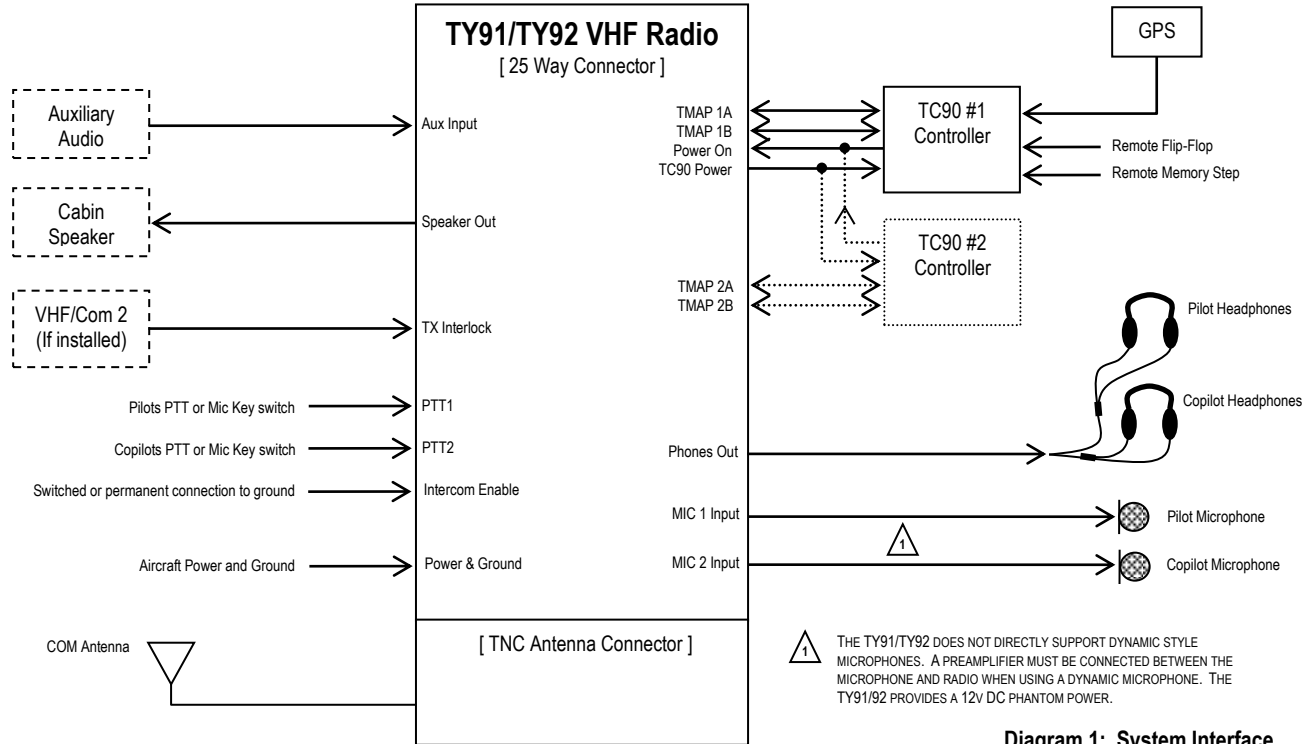 TY91/TY92 VHF Radio
[ 25 Way Connector ]
GPS
Auxiliary
Audio
Aux Input
TMAP 1A
TMAP 1B
Power On
TC90 Power
TC90 #1
Controller
Remote Flip-Flop
Remote Memory Step
Cabin
Speaker
Speaker Out
TC90 #2
Controller
TMAP 2A
TMAP 2B
VHF/Com 2
(If installed)
TX Interlock
Pilot Headphones
Pilots PTT or Mic Key switch
PTT1
Copilot Headphones
Copilots PTT or Mic Key switch
PTT2
Phones Out
Switched or permanent connection to ground
Intercom Enable
MIC 1 Input
1
Pilot Microphone
Aircraft Power and Ground
Power & Ground
MIC 2 Input
Copilot Microphone
COM Antenna
[ TNC Antenna Connector ]
1
THE TY91/TY92 DOES NOT DIRECTLY SUPPORT DYNAMIC STYLE
MICROPHONES. A PREAMPLIFIER MUST BE CONNECTED BETWEEN THE
MICROPHONE AND RADIO WHEN USING A DYNAMIC MICROPHONE. THE
TY91/92 PROVIDES A 12V DC PHANTOM POWER.
Diagram 1: System Interface